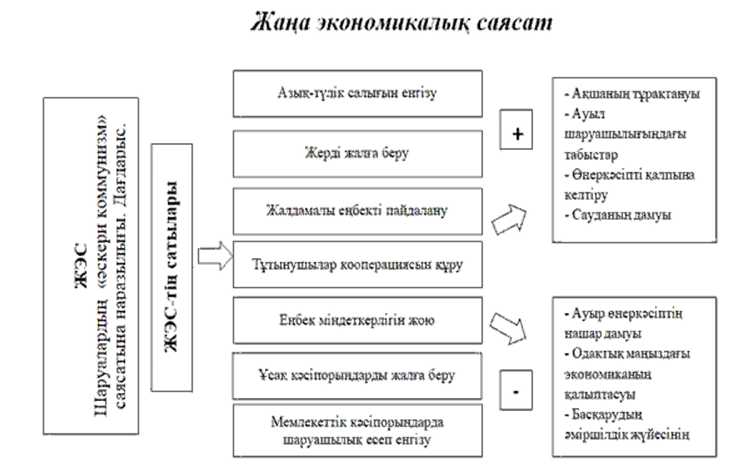 Жаңа экономикалық саясат
ЖЭС
Шаруалардың «әскери коммунизм»
саясатына наразылығы. Дағдарыс.
ЖЭС-тің сатылары
Азық-түлік салығын енгізу
Жерді жалға беру
Жалдамалы еңбекті пайдалану
Тұтынушылар кооперациясын құру
Еңбек міндеткерлігін жою
Ұсақ кәсіпорындарды жалға беру
Мемлекеттік кәсіпорындарда
шаруашылық есеп енгізу
+
- Ақшаның тұрақтануы
- Ауыл
шаруашылығындағы
табыстар
- Өнеркәсіпті қалпына
келтіру
- Сауданың дамуы
-
- Ауыр өнеркәсіптің
нашар дамуы
- Одақтық маңыздағы
экономиканың
қалыптасуы
- Басқарудың
әміршілдік жүйесінің